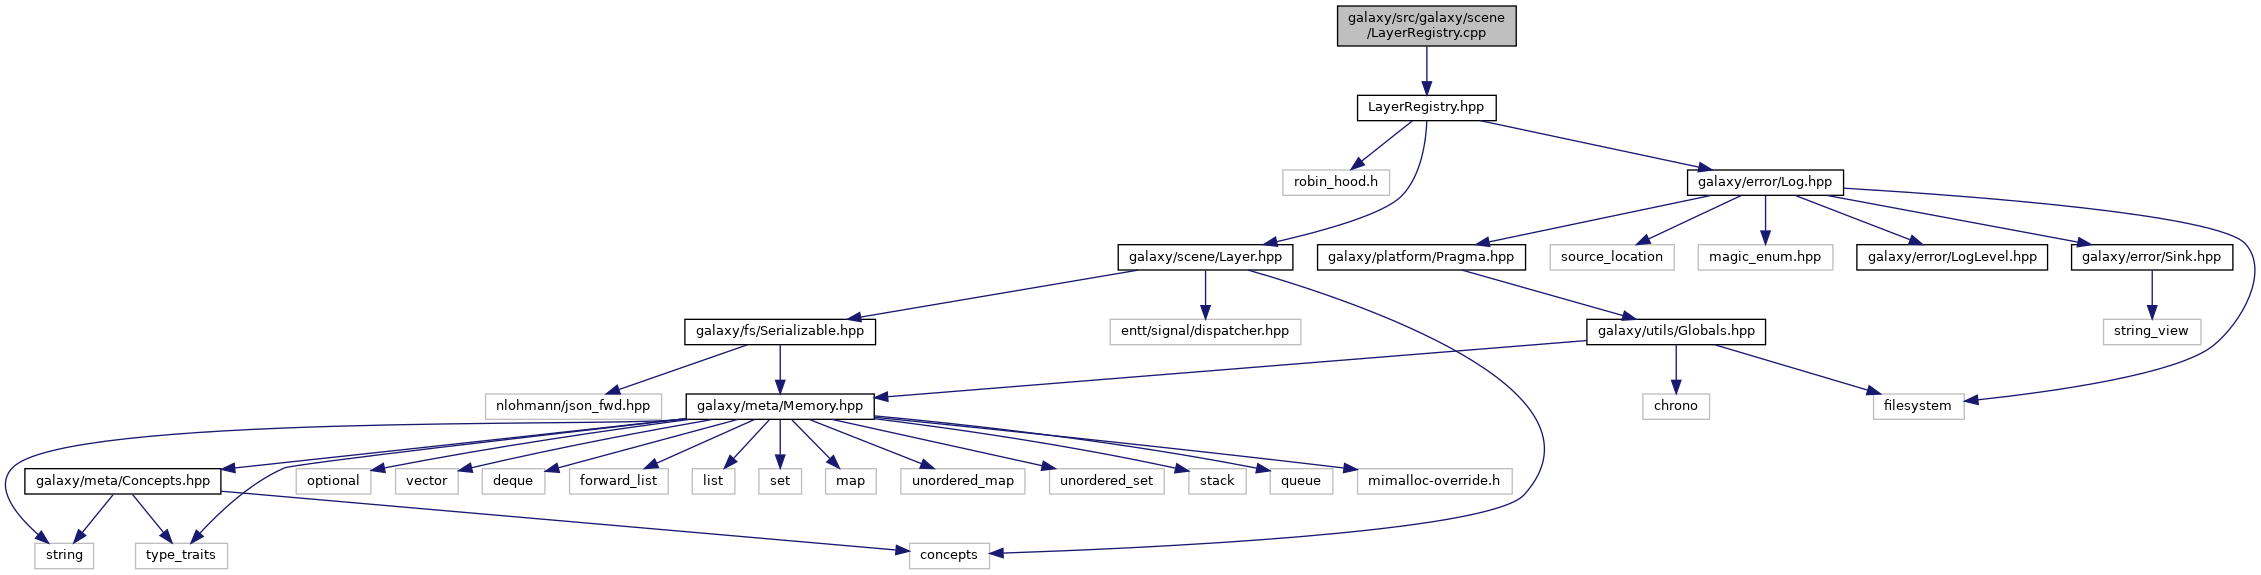 galaxy/src/galaxy/scene
/LayerRegistry.cpp
LayerRegistry.hpp
robin_hood.h
galaxy/error/Log.hpp
galaxy/scene/Layer.hpp
galaxy/platform/Pragma.hpp
source_location
magic_enum.hpp
galaxy/error/LogLevel.hpp
galaxy/error/Sink.hpp
galaxy/fs/Serializable.hpp
entt/signal/dispatcher.hpp
galaxy/utils/Globals.hpp
string_view
nlohmann/json_fwd.hpp
galaxy/meta/Memory.hpp
chrono
filesystem
galaxy/meta/Concepts.hpp
optional
vector
deque
forward_list
list
set
map
unordered_map
unordered_set
stack
queue
mimalloc-override.h
string
type_traits
concepts